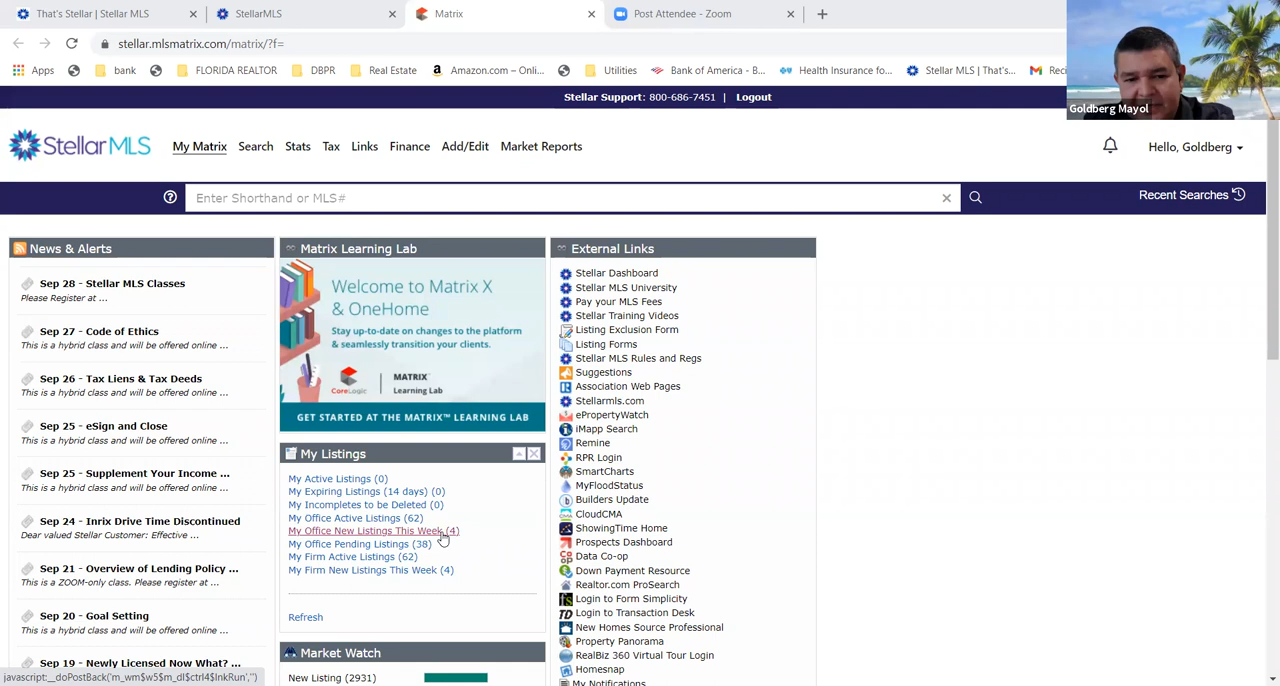 That's Stellar | Stellar MLS
StellarMLS
Matrix
Post Attendee - Zoom
stellar.mlsmatrix.com/matrix/?f=
Apps
bank
FLORIDA REALTOR
DBPR
Real Estate
Amazon.com – Onli...
Utilities
Bank of America - B...
Health Insurance fo...
Stellar MLS | That's...
Reci
Goldberg Mayol
Stellar Support: 800-686-7451 | Logout
StellarMLS
My Matrix
Search
Stats
Tax
Links
Finance
Add/Edit
Market Reports
Hello, Goldberg
Enter Shorthand or MLS#
Recent Searches
News & Alerts
Sep 28 - Stellar MLS Classes
Please Register at ...
Sep 27 - Code of Ethics
This is a hybrid class and will be offered online ...
Sep 26 - Tax Liens & Tax Deeds
This is a hybrid class and will be offered online ...
Sep 25 - eSign and Close
This is a hybrid class and will be offered online ...
Sep 25 - Supplement Your Income ...
This is a hybrid class and will be offered online ...
Sep 24 - Inrix Drive Time Discontinued
Dear valued Stellar Customer: Effective ...
Sep 21 - Overview of Lending Policy ...
This is a ZOOM-only class. Please register at ...
Sep 20 - Goal Setting
This is a hybrid class and will be offered online ...
Sep 19 - Newly Licensed Now What? ...
javascript:__doPostBack('m_wm$w5$m_dl$ctrl4$lnkRun','')
Matrix Learning Lab
Welcome to Matrix X
& OneHome
Stay up-to-date on changes to the platform
& seamlessly transition your clients.
CoreLogic
MATRIX™
Learning Lab
GET STARTED AT THE MATRIX™ LEARNING LAB
My Listings
My Active Listings (0)
My Expiring Listings (14 days) (0)
My Incompletes to be Deleted (0)
My Office Active Listings (62)
My Office New Listings This Week (4)
My Office Pending Listings (38)
My Firm Active Listings (62)
My Firm New Listings This Week (4)
Refresh
Market Watch
New Listing (2931)
External Links
Stellar Dashboard
Stellar MLS University
Pay your MLS Fees
Stellar Training Videos
Listing Exclusion Form
Listing Forms
Stellar MLS Rules and Regs
Suggestions
Association Web Pages
Stellarmls.com
ePropertyWatch
iMapp Search
Remine
RPR Login
SmartCharts
MyFloodStatus
Builders Update
CloudCMA
ShowingTime Home
Prospects Dashboard
Data Co-op
Down Payment Resource
Realtor.com ProSearch
Login to Form Simplicity
Login to Transaction Desk
New Homes Source Professional
Property Panorama
RealBiz 360 Virtual Tour Login
Homesnap
My Notifications